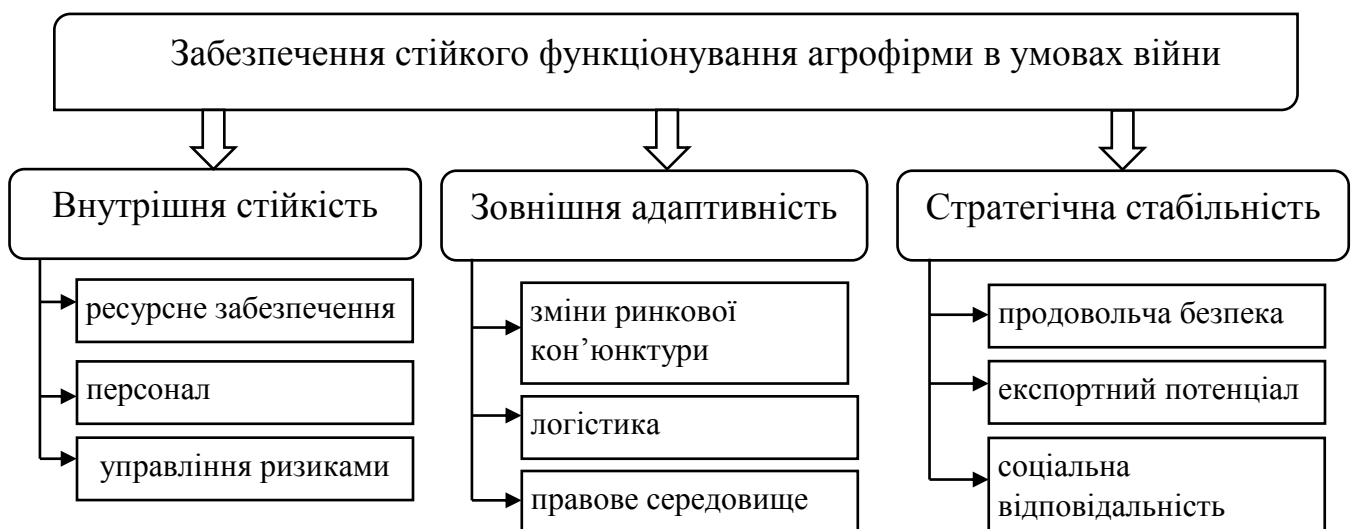 Забезпечення стійкого функціонування агрофірми в умовах війни
Внутрішня стійкість
ресурсне забезпечення
персонал
управління ризиками
Зовнішня адаптивність
зміни ринкової
кон’юнктури
логістика
правове середовище
Стратегічна стабільність
продовольча безпека
експортний потенціал
соціальна
відповідальність